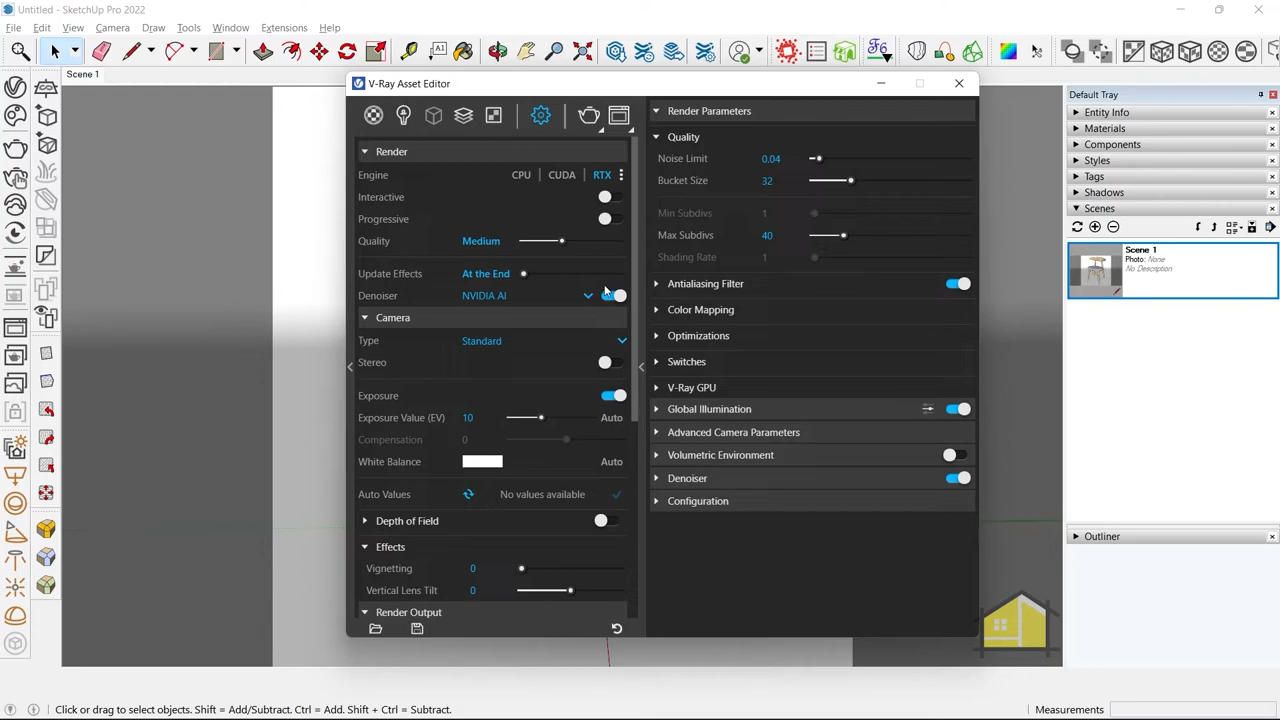 Untitled - SketchUp Pro 2022
File Edit View Camera Draw Tools Window Extensions Help
Scene 1
V-Ray Asset Editor
Render
Engine CPU CUDA RTX
Interactive
Progressive
Quality Medium
Update Effects At the End
Denoiser NVIDIA AI
Camera
Type Standard
Stereo
Exposure
Exposure Value (EV) 10 Auto
Compensation 0
White Balance Auto
Auto Values No values available
Depth of Field
Effects
Vignetting 0
Vertical Lens Tilt 0
Render Output
Render Parameters
Quality
Noise Limit 0.04
Bucket Size 32
Min Subdivs 1
Max Subdivs 40
Shading Rate 1
Antialiasing Filter
Color Mapping
Optimizations
Switches
V-Ray GPU
Global Illumination
Advanced Camera Parameters
Volumetric Environment
Denoiser
Configuration
Default Tray
Entity Info
Materials
Components
Styles
Tags
Shadows
Scenes
Scene 1
Photo: None
No Description
Outliner
Click or drag to select objects. Shift = Add/Subtract. Ctrl = Add. Shift + Ctrl = Subtract.
Measurements